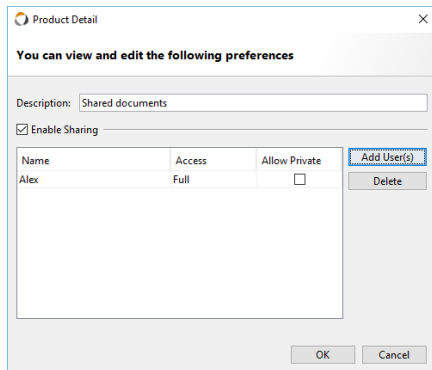 Product Detail
You can view and edit the following preferences
Description: Shared documents
Enable Sharing
Name Access Allow Private Add User(s)
Alex Full Delete
OK Cancel